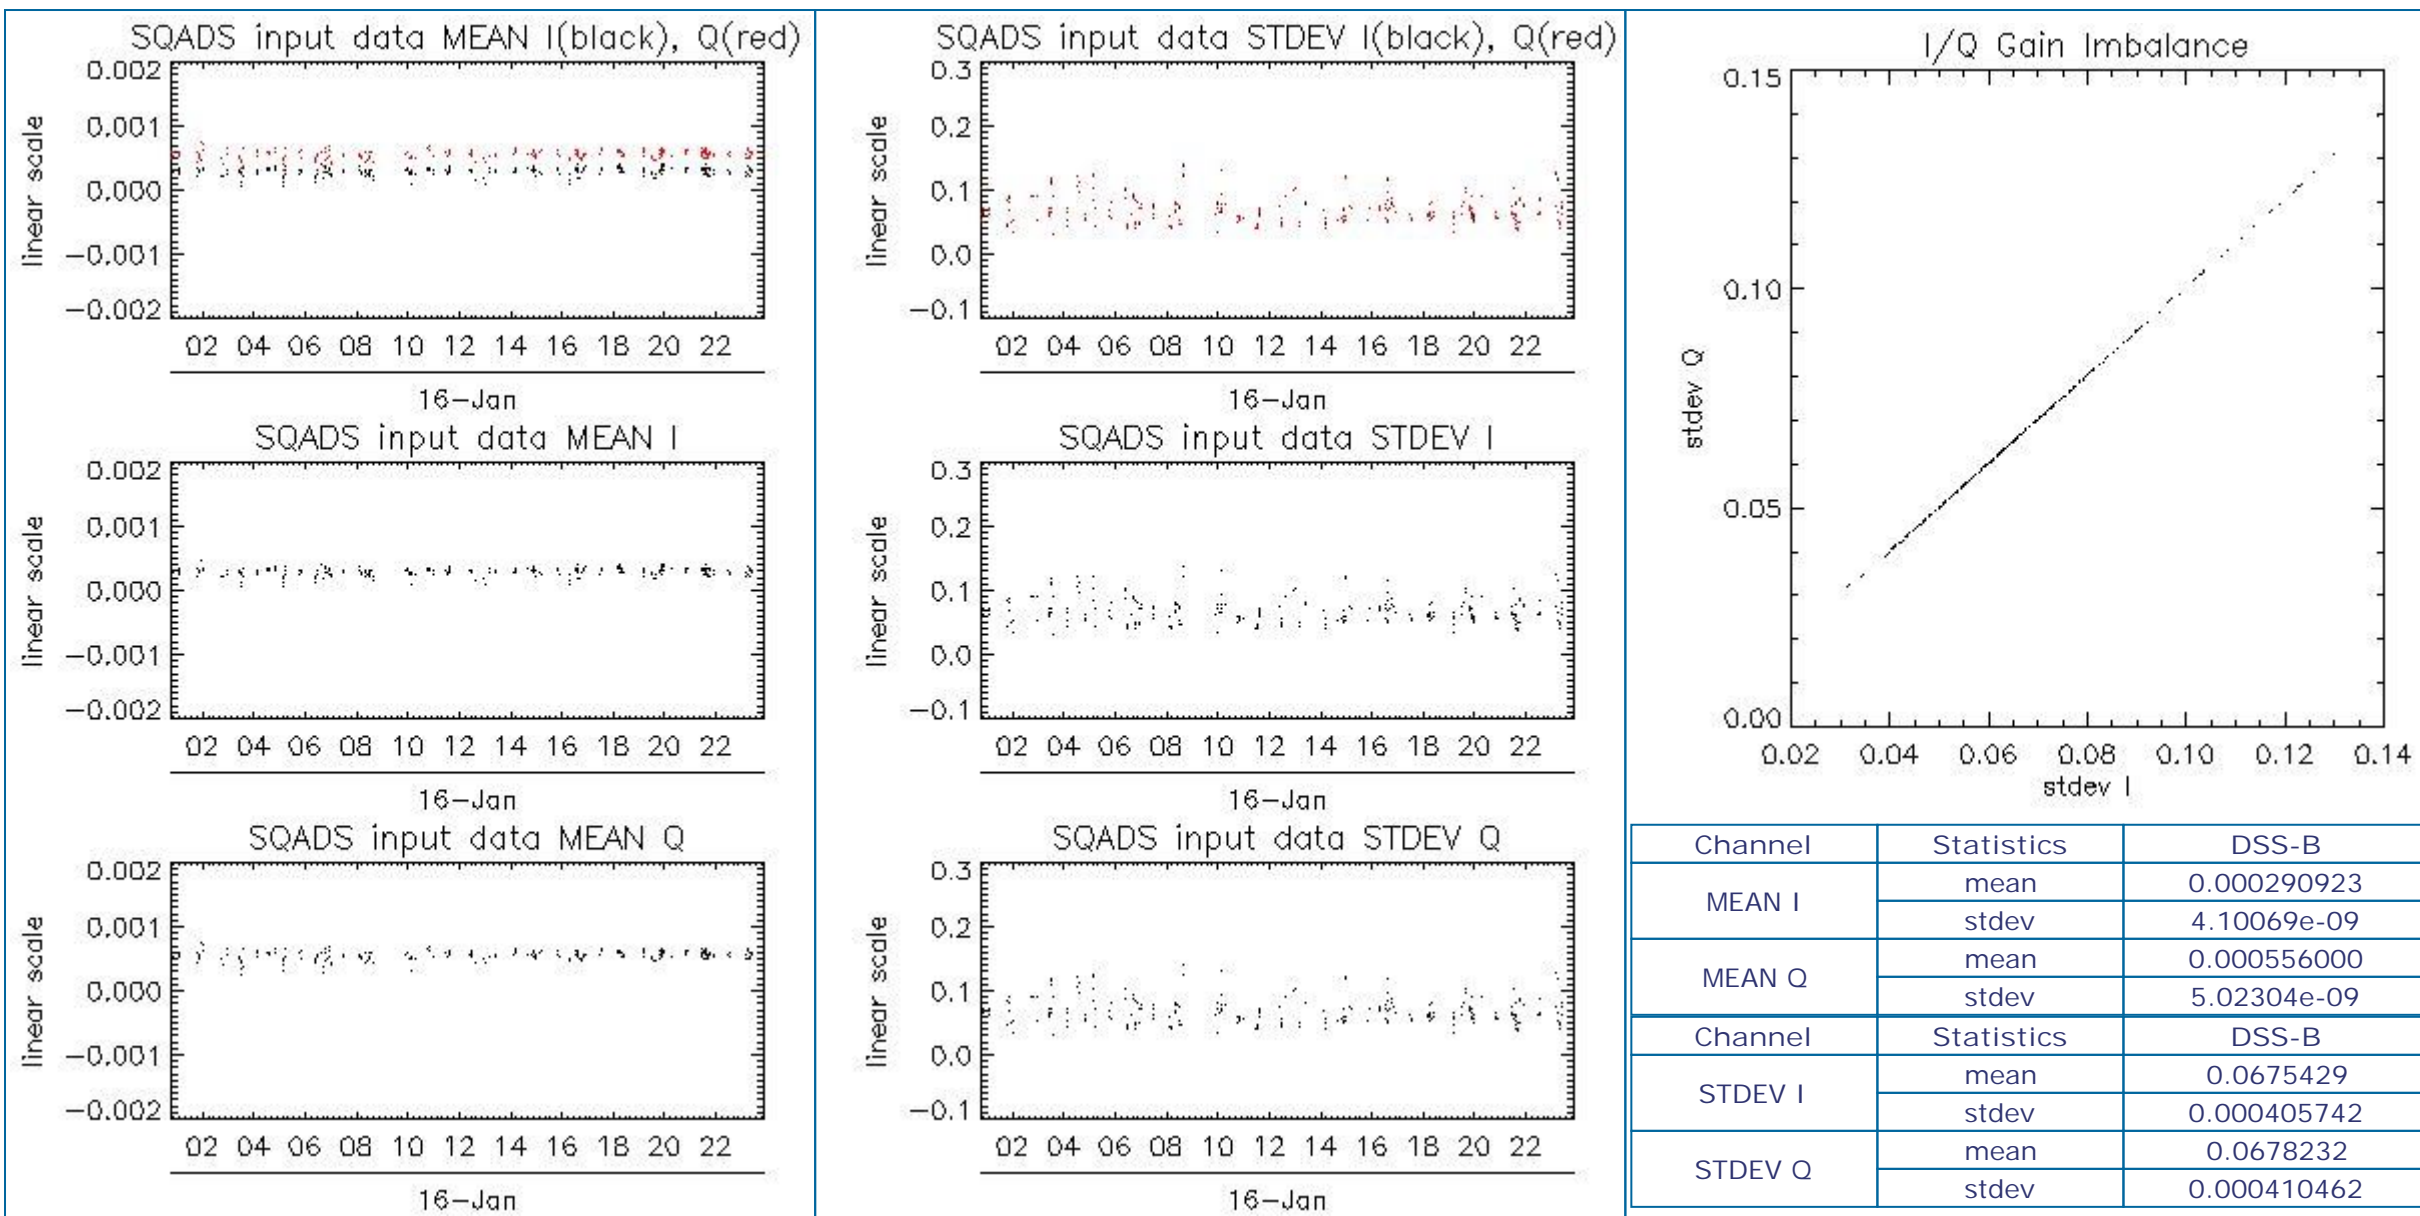 SQADS input data MEAN I(black), Q(red)
linear scale
0.002
0.001
0.000
−0.001
−0.002
02 04 06 08 10 12 14 16 18 20 22
16−Jan
SQADS input data MEAN I
linear scale
0.002
0.001
0.000
−0.001
−0.002
02 04 06 08 10 12 14 16 18 20 22
16−Jan
SQADS input data MEAN Q
linear scale
0.002
0.001
0.000
−0.001
−0.002
02 04 06 08 10 12 14 16 18 20 22
16−Jan
SQADS input data STDEV I(black), Q(red)
linear scale
0.3
0.2
0.1
0.0
−0.1
02 04 06 08 10 12 14 16 18 20 22
16−Jan
SQADS input data STDEV I
linear scale
0.3
0.2
0.1
0.0
−0.1
02 04 06 08 10 12 14 16 18 20 22
16−Jan
SQADS input data STDEV Q
linear scale
0.3
0.2
0.1
0.0
−0.1
02 04 06 08 10 12 14 16 18 20 22
16−Jan
I/Q Gain Imbalance
stdev Q
0.15
0.10
0.05
0.00
0.02 0.04 0.06 0.08 0.10 0.12 0.14
stdev I
Channel Statistics DSS-B
MEAN I mean 0.000290923
stdev 4.10069e-09
MEAN Q mean 0.000556000
stdev 5.02304e-09
Channel Statistics DSS-B
STDEV I mean 0.0675429
stdev 0.000405742
STDEV Q mean 0.0678232
stdev 0.000410462